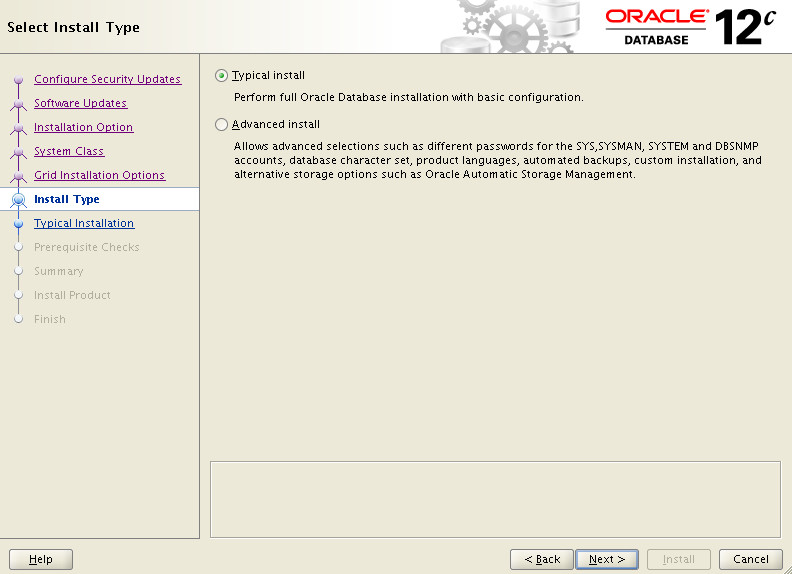 Select Install Type
ORACLE®
DATABASE
12c
Configure Security Updates
Software Updates
Installation Option
System Class
Grid Installation Options
Install Type
Typical Installation
Prerequisite Checks
Summary
Install Product
Finish
Typical install
Perform full Oracle Database installation with basic configuration.
Advanced install
Allows advanced selections such as different passwords for the SYS,SYSMAN, SYSTEM and DBSNMP
accounts, database character set, product languages, automated backups, custom installation, and
alternative storage options such as Oracle Automatic Storage Management.
Help
< Back
Next >
Install
Cancel